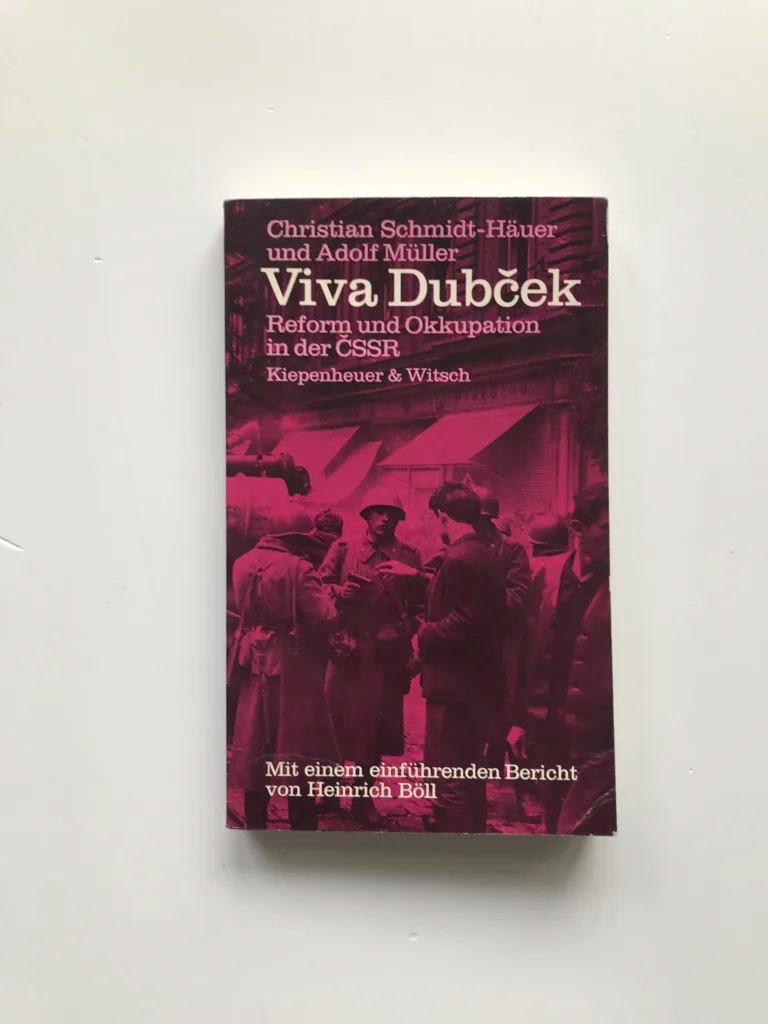 Christian Schmidt-Häuer
und Adolf Müller
Viva Dubček
Reform und Okkupation
in der ČSSR
Kiepenheuer & Witsch
Mit einem einführenden Bericht
von Heinrich Böll